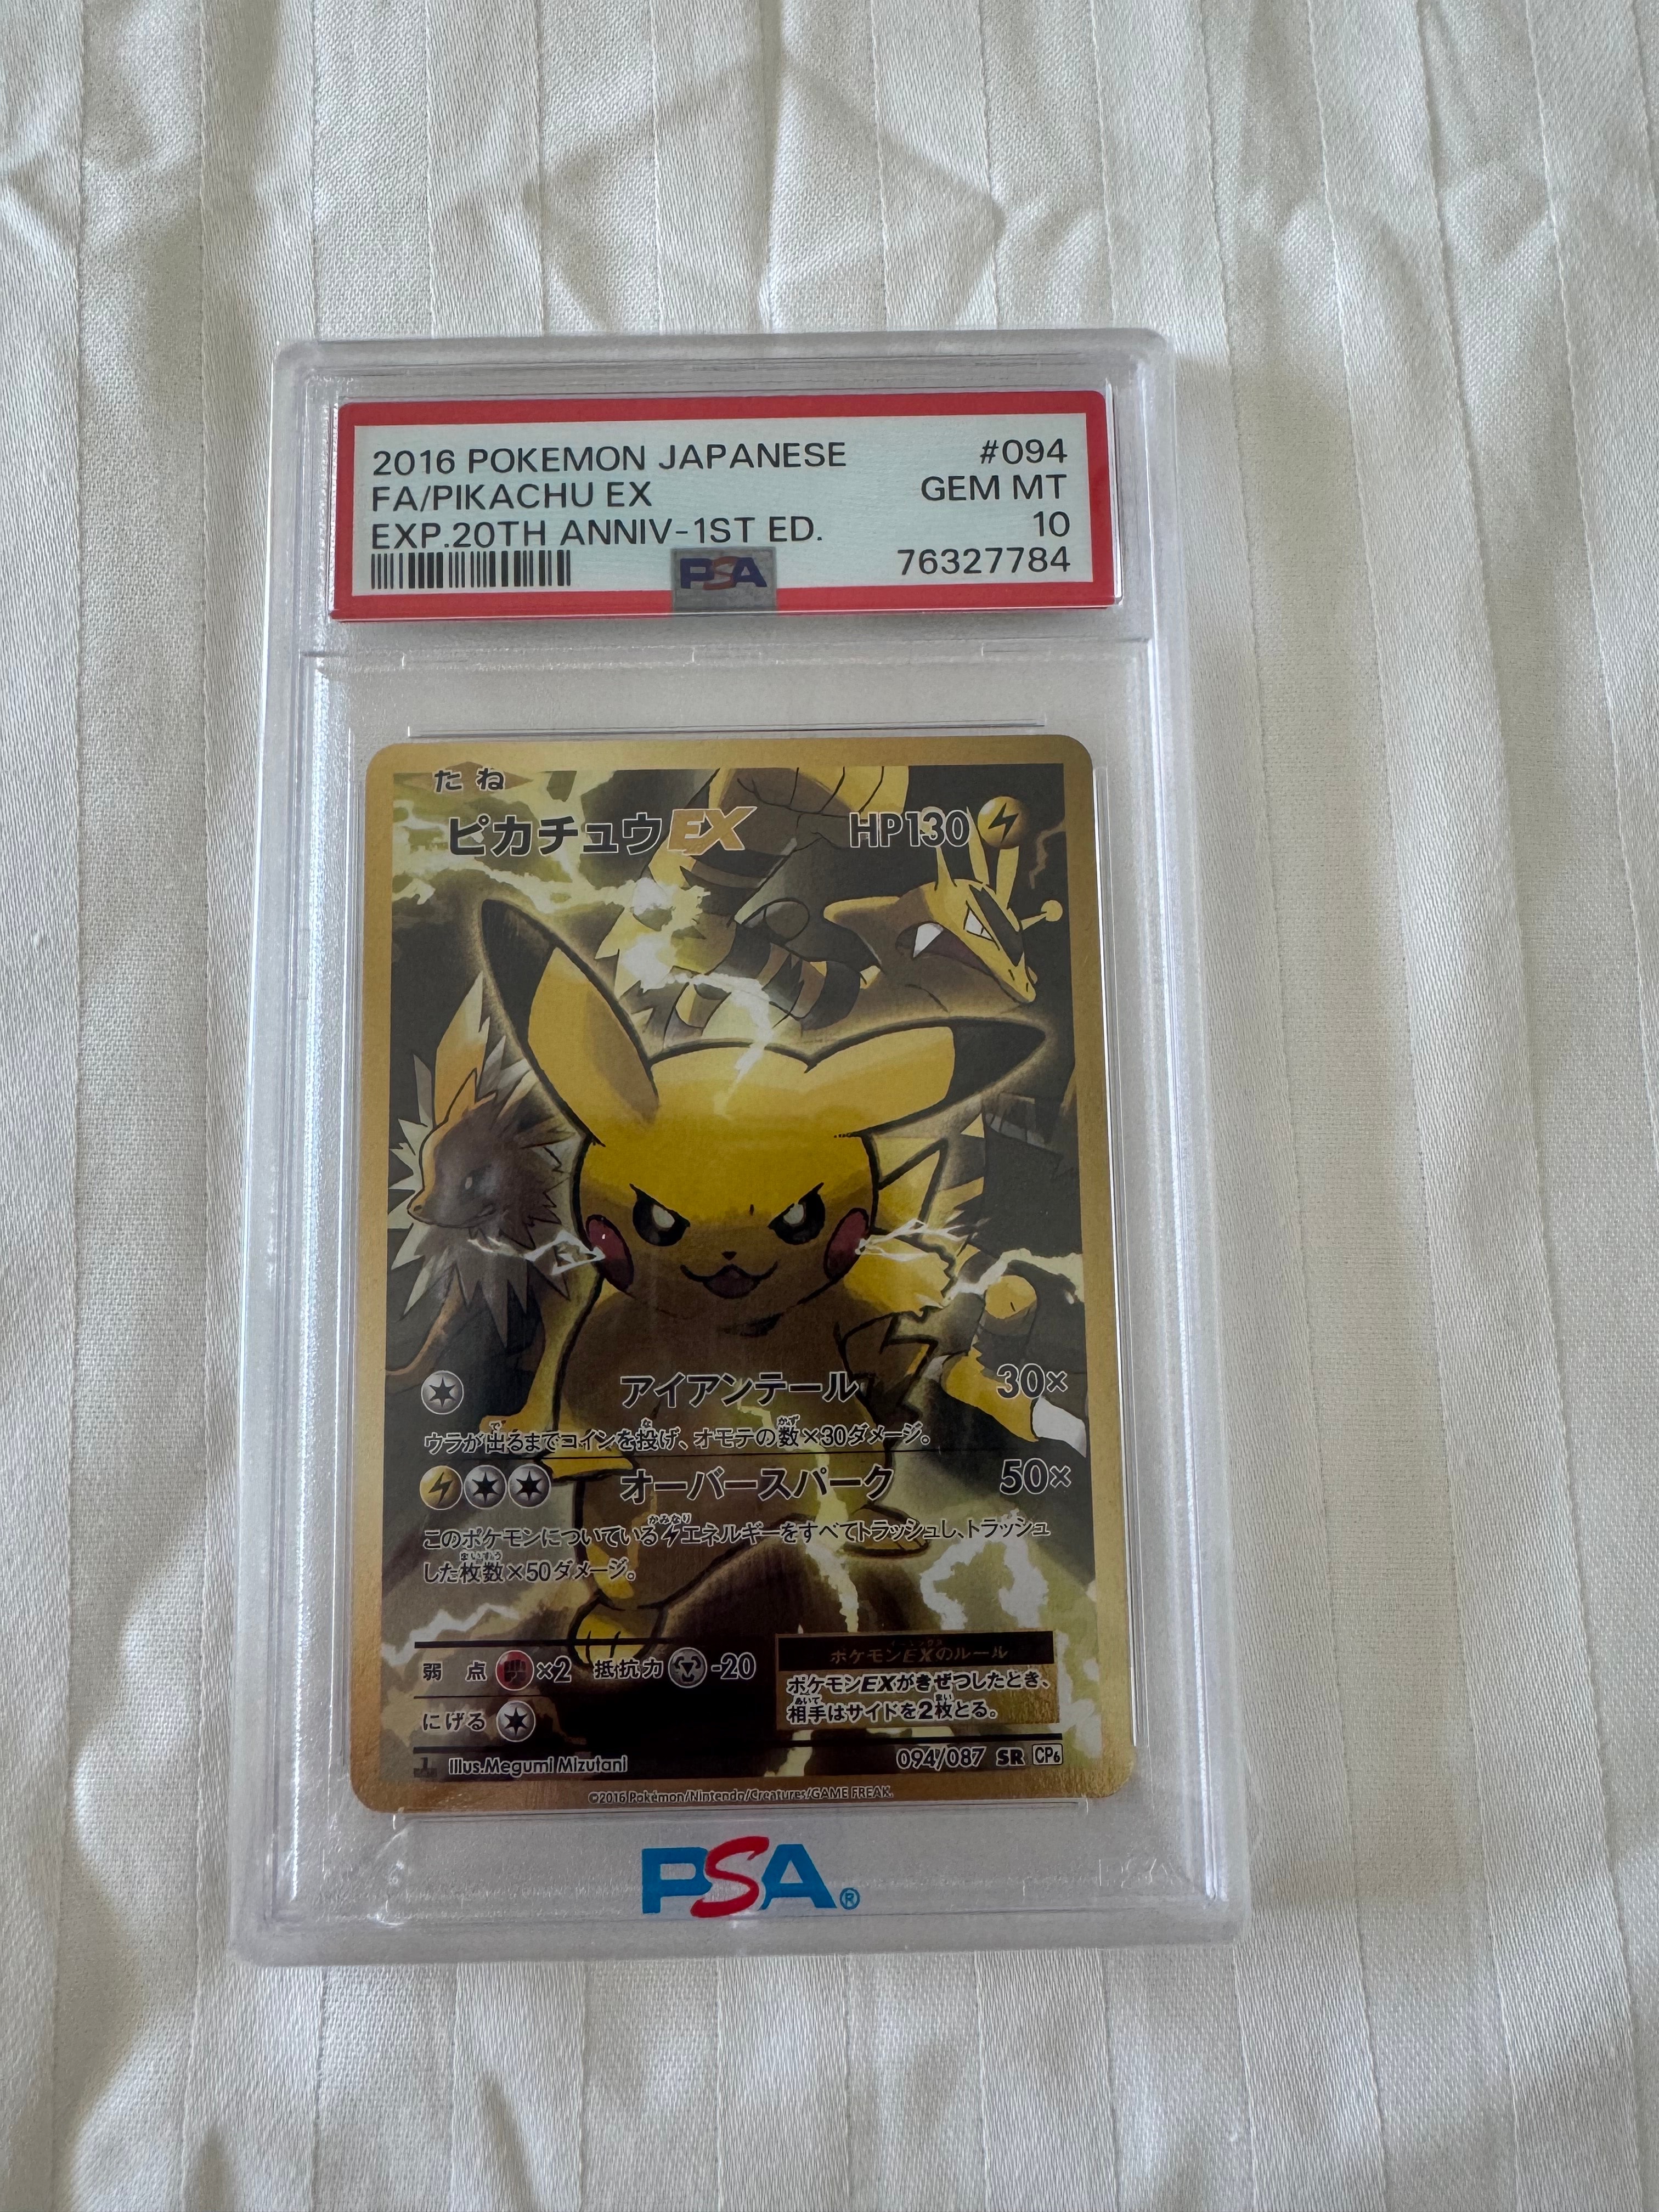 2016 POKEMON JAPANESE #094
FA/PIKACHU EX GEM MT
EXP.20TH ANNIV-1ST ED. 10
PSA 76327784
たね
ピカチュウEX HP130
アイアンテール 30×
ウラが出るまでコインを投げ、オモテの数×30ダメージ。
オーバースパーク 50×
このポケモンについているエネルギーをすべてトラッシュし、トラッシュ
した枚数×50ダメージ。
弱点 ×2 抵抗力 -20
にげる
ポケモンEXのルール
ポケモンEXがきぜつしたとき、
相手はサイドを2枚とる。
Illus.Megumi Mizutani 094/087 SR CP6
©2016 Pokémon/Nintendo/Creatures/GAME FREAK.
PSA®